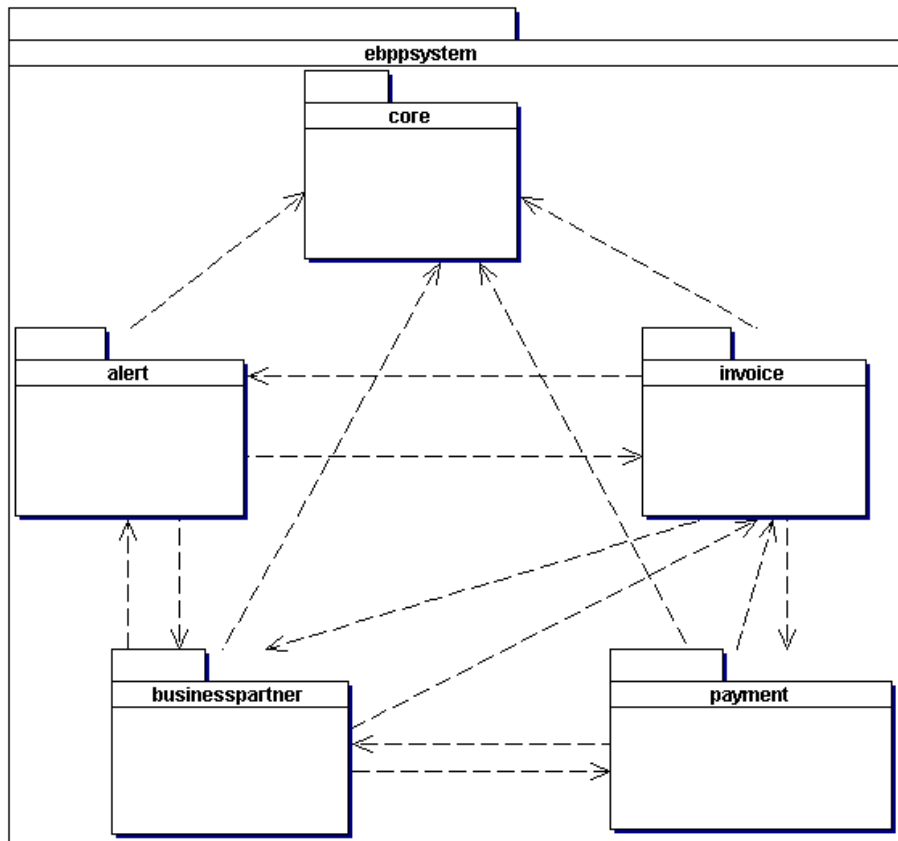 ebppsystem
core
alert
invoice
businesspartner
payment